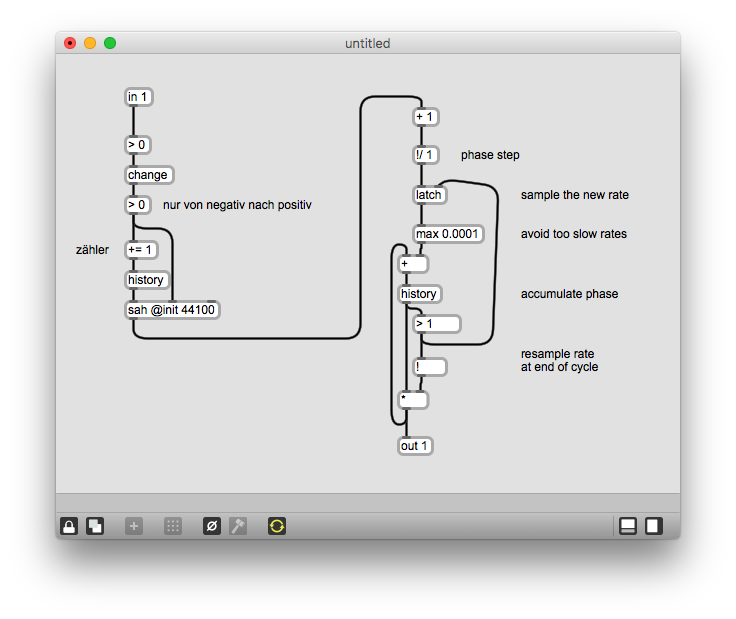 untitled
in 1
> 0
change
> 0
nur von negativ nach positiv
zähler
+= 1
history
sah @init 44100
+ 1
!/ 1
phase step
latch
sample the new rate
max 0.0001
avoid too slow rates
+
history
accumulate phase
> 1
!
resample rate
at end of cycle
*
out 1